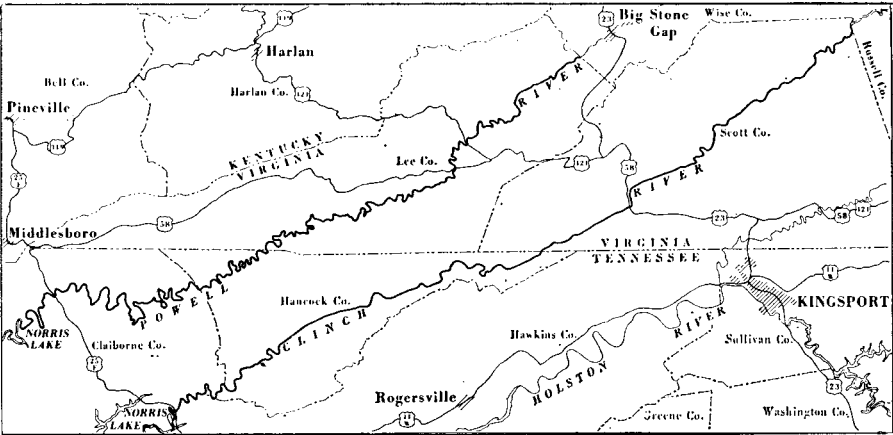 119
23
Big Stone
Gap
Wise Co.
Harlan
Russell Co.
Bell Co.
Harlan Co.
421
Pineville
RIVER
119
KENTUCKY
VIRGINIA
Lee Co.
Scott Co.
421
58
25
E
RIVER
58
23
58
421
Middlesboro
VIRGINIA
TENNESSEE
11
W
POWELL
Hancock Co.
CLINCH
KINGSPORT
NORRIS
LAKE
Claiborne Co.
Hawkins Co.
RIVER
Sullivan Co.
25
E
HOLSTON
Rogersville
23
NORRIS
LAKE
11
W
Greene Co.
Washington Co.